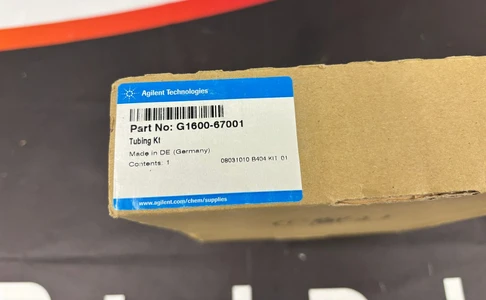 Agilent Technologies
Part No: G1600-67001
Tubing Kt
Made in DE (Germany)
Contents: 1
08031010 B404 KIT 01
www.agilent.com/chem/supplies